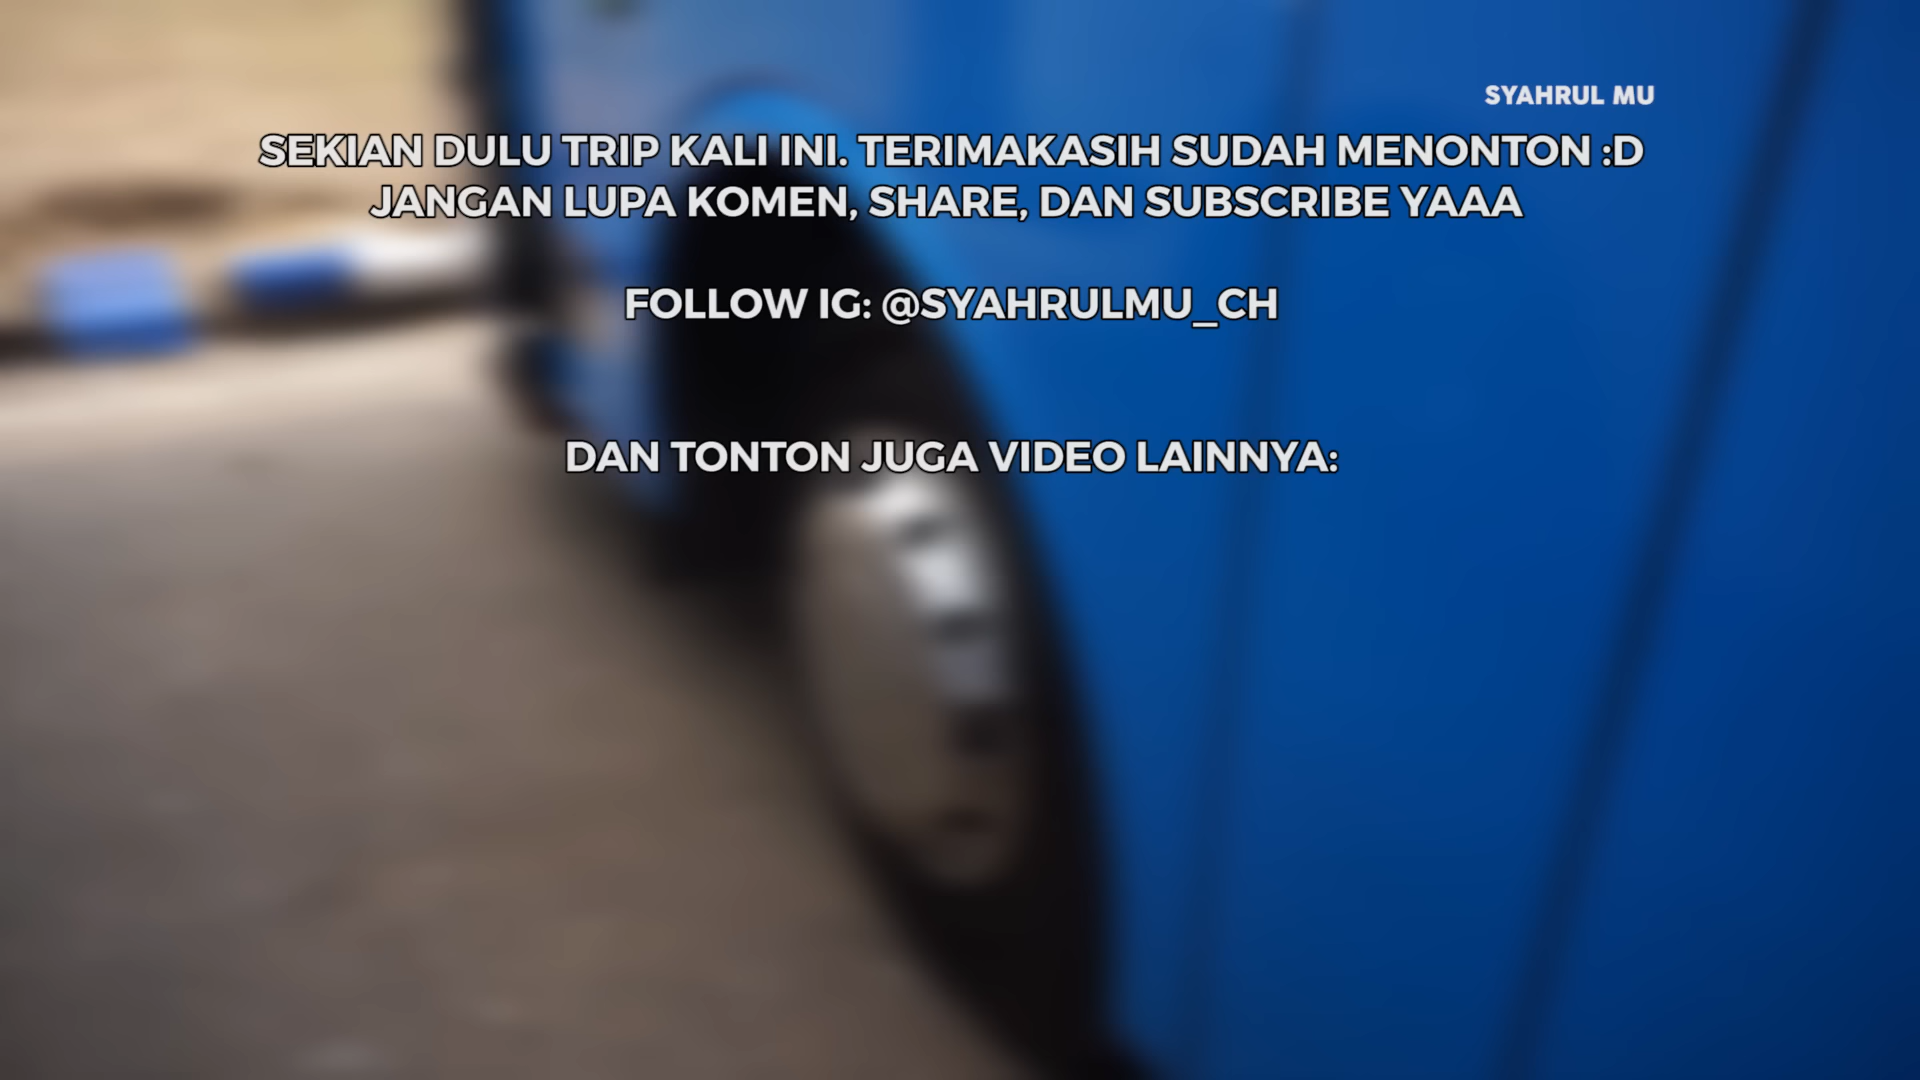 SYAHRUL MU
SEKIAN DULU TRIP KALI INI. TERIMAKASIH SUDAH MENONTON :D
JANGAN LUPA KOMEN, SHARE, DAN SUBSCRIBE YAAA
FOLLOW IG: @SYAHRULMU_CH
DAN TONTON JUGA VIDEO LAINNYA: